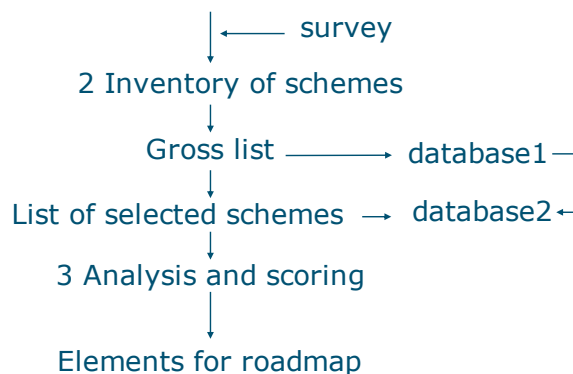 survey
2 Inventory of schemes
Gross list
database1
List of selected schemes
database2
3 Analysis and scoring
Elements for roadmap